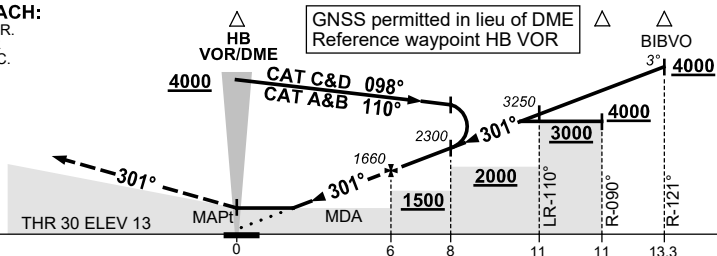 ACH:
R.
C.
GNSS permitted in lieu of DME
Reference waypoint HB VOR
HB
VOR/DME
BIBVO
4000
CAT C&D 098°
CAT A&B 110°
3°
4000
3250
4000
2300
301°
3000
1660
301°
2000
301°
1500
MAPt
MDA
LR-110°
R-090°
R-121°
THR 30 ELEV 13
0
6
8
11
11
13.3